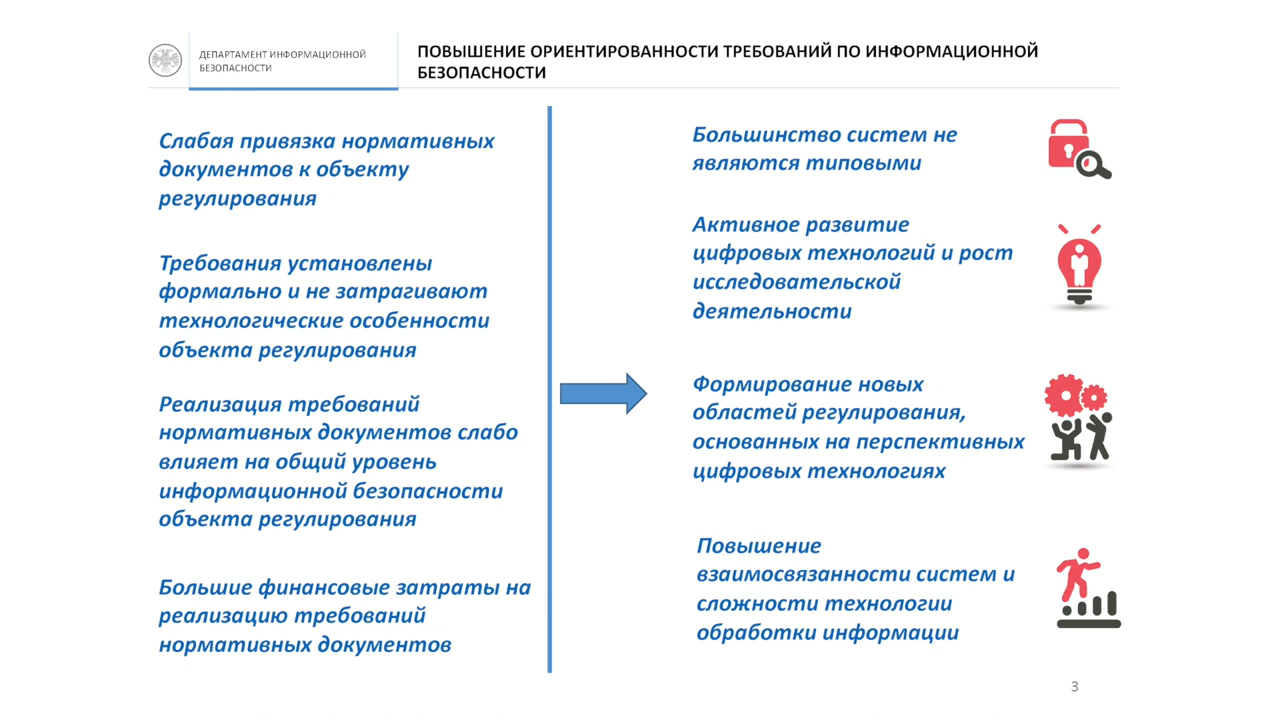 ДЕПАРТАМЕНТ ИНФОРМАЦИОННОЙ
БЕЗОПАСНОСТИ
ПОВЫШЕНИЕ ОРИЕНТИРОВАННОСТИ ТРЕБОВАНИЙ ПО ИНФОРМАЦИОННОЙ
БЕЗОПАСНОСТИ
Слабая привязка нормативных
документов к объекту
регулирования
Требования установлены
формально и не затрагивают
технологические особенности
объекта регулирования
Реализация требований
нормативных документов слабо
влияет на общий уровень
информационной безопасности
объекта регулирования
Большие финансовые затраты на
реализацию требований
нормативных документов
Большинство систем не
являются типовыми
Активное развитие
цифровых технологий и рост
исследовательской
деятельности
Формирование новых
областей регулирования,
основанных на перспективных
цифровых технологиях
Повышение
взаимосвязанности систем и
сложности технологии
обработки информации
3